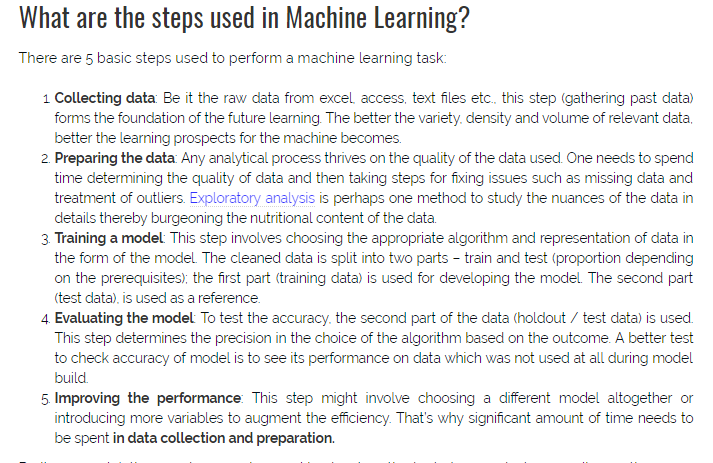 What are the steps used in Machine Learning?
There are 5 basic steps used to perform a machine learning task:
1. Collecting data: Be it the raw data from excel, access, text files etc., this step (gathering past data)
forms the foundation of the future learning. The better the variety, density and volume of relevant data,
better the learning prospects for the machine becomes.
2. Preparing the data: Any analytical process thrives on the quality of the data used. One needs to spend
time determining the quality of data and then taking steps for fixing issues such as missing data and
treatment of outliers. Exploratory analysis is perhaps one method to study the nuances of the data in
details thereby burgeoning the nutritional content of the data.
3. Training a model: This step involves choosing the appropriate algorithm and representation of data in
the form of the model. The cleaned data is split into two parts – train and test (proportion depending
on the prerequisites); the first part (training data) is used for developing the model. The second part
(test data), is used as a reference.
4. Evaluating the model: To test the accuracy, the second part of the data (holdout / test data) is used.
This step determines the precision in the choice of the algorithm based on the outcome. A better test
to check accuracy of model is to see its performance on data which was not used at all during model
build.
5. Improving the performance: This step might involve choosing a different model altogether or
introducing more variables to augment the efficiency. That's why significant amount of time needs to
be spent in data collection and preparation.